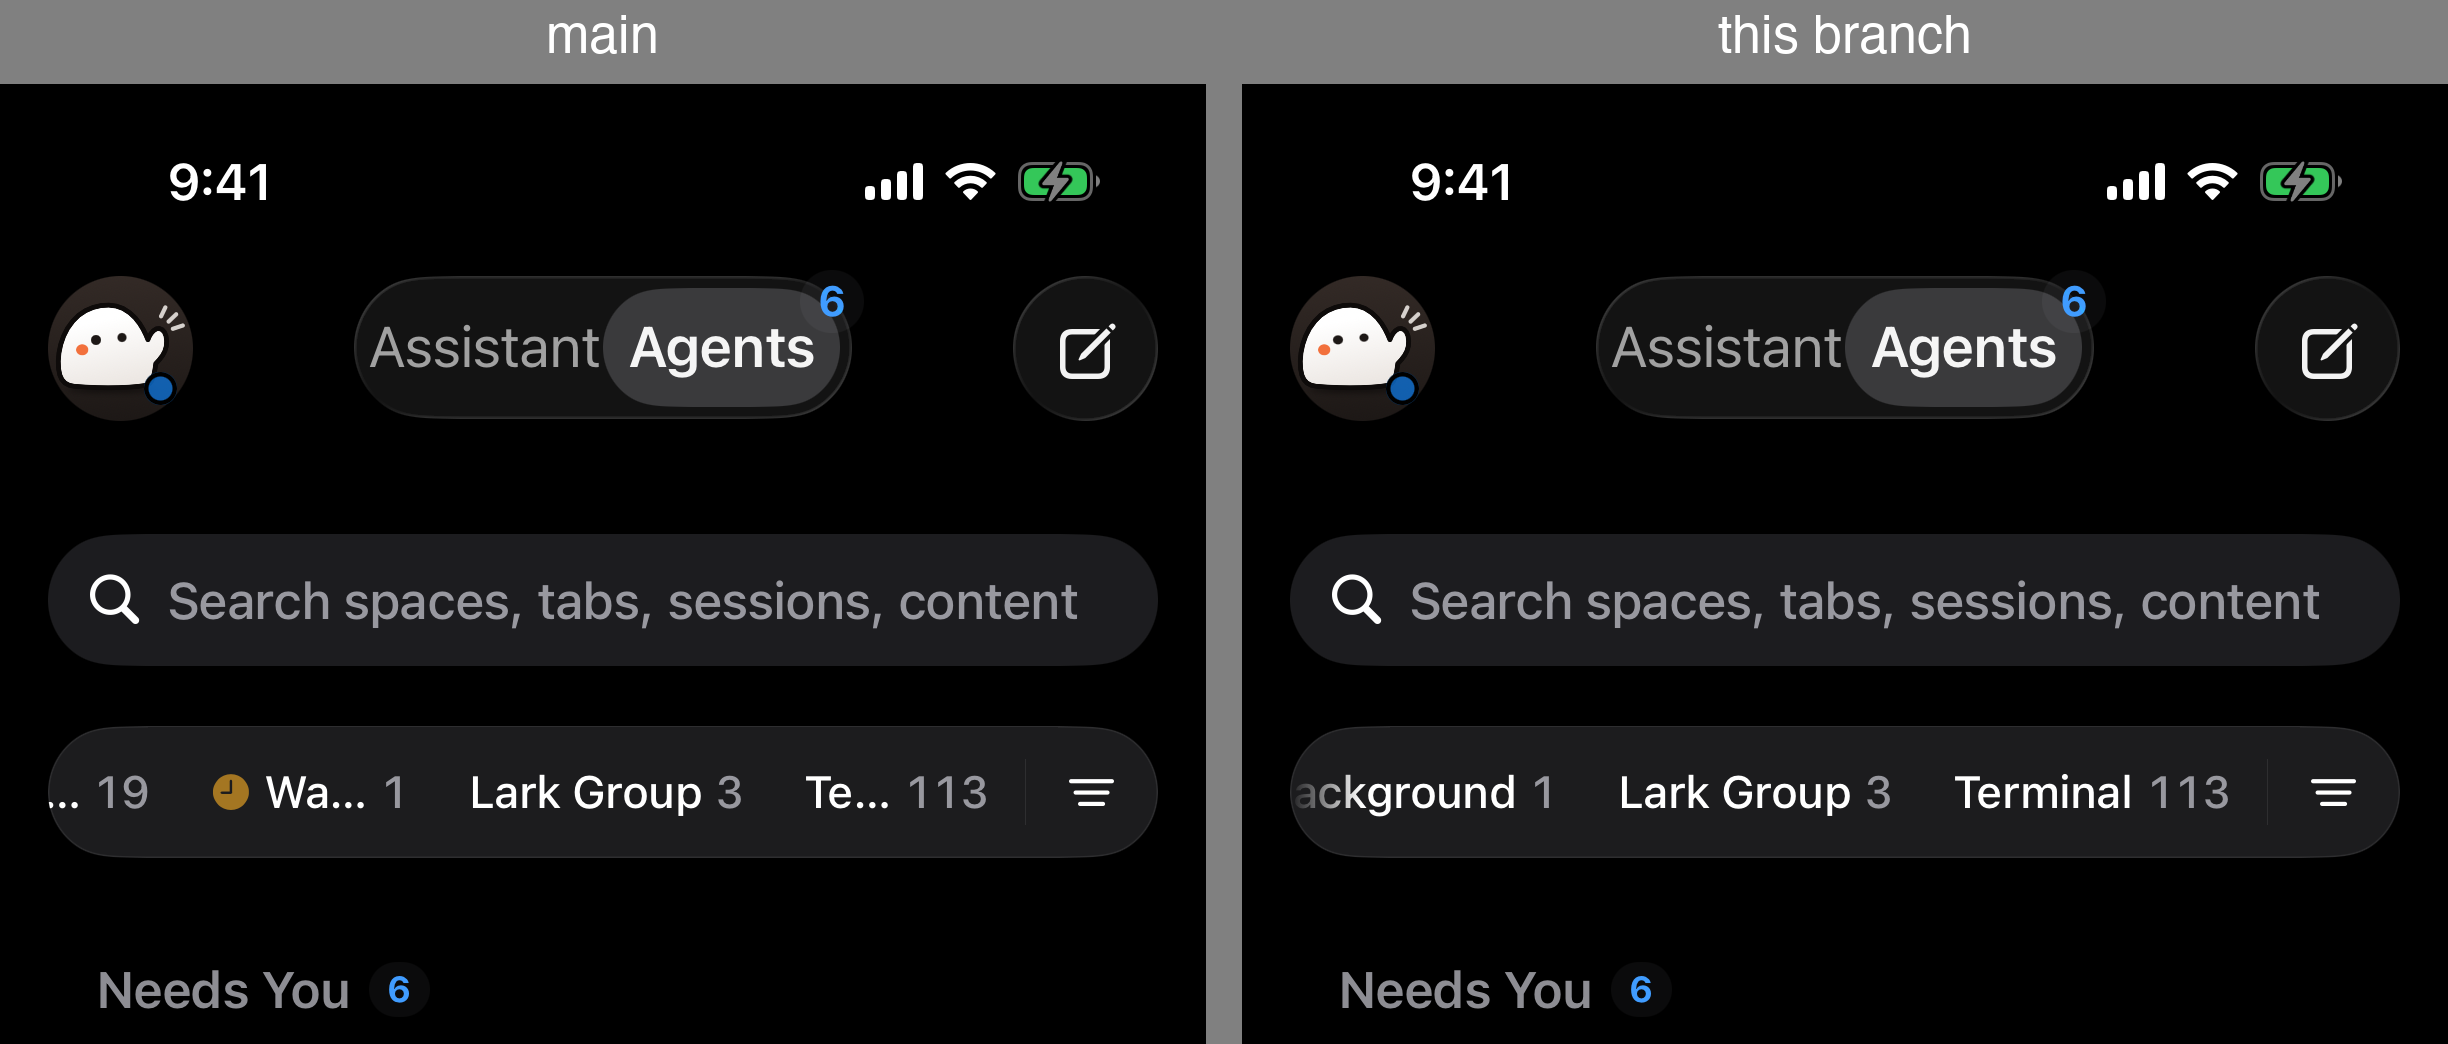 main
this branch
9:41
Assistant Agents 6
Search spaces, tabs, sessions, content
... 19 Wa... 1 Lark Group 3 Te... 113
Needs You 6
9:41
Assistant Agents 6
Search spaces, tabs, sessions, content
ackground 1 Lark Group 3 Terminal 113
Needs You 6